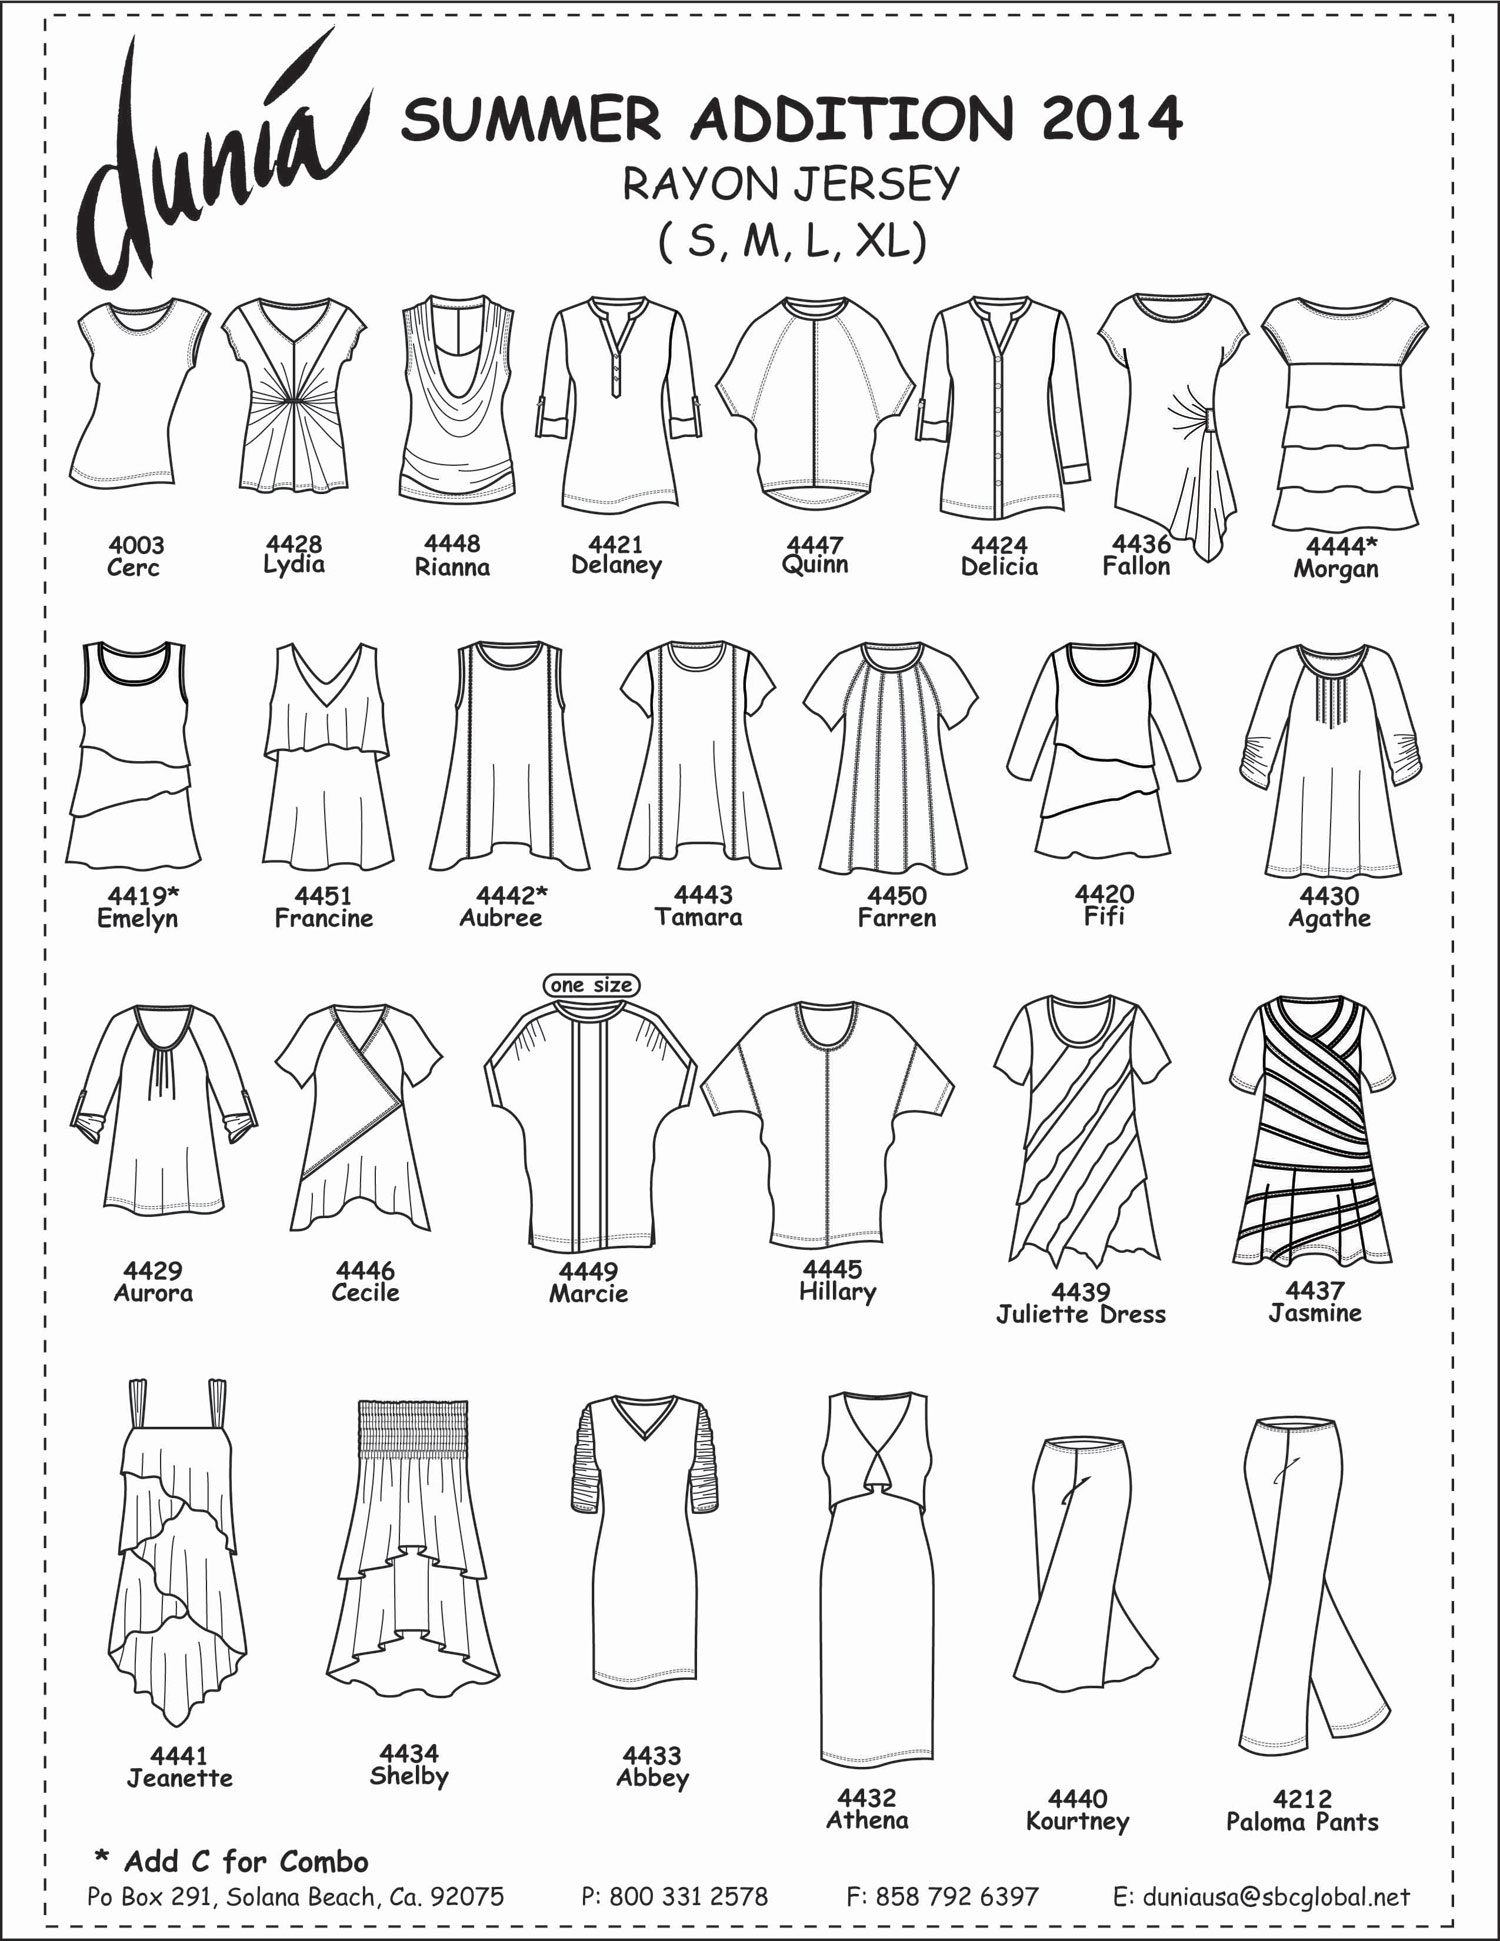 dunia
SUMMER ADDITION 2014
RAYON JERSEY
( S, M, L, XL)
4003
Cerc
4428
Lydia
4448
Rianna
4421
Delaney
4447
Quinn
4424
Delicia
4436
Fallon
4444*
Morgan
4419*
Emelyn
4451
Francine
4442*
Aubree
4443
Tamara
4450
Farren
4420
Fifi
4430
Agathe
4429
Aurora
4446
Cecile
one size
4449
Marcie
4445
Hillary
4439
Juliette Dress
4437
Jasmine
4441
Jeanette
4434
Shelby
4433
Abbey
4432
Athena
4440
Kourtney
4212
Paloma Pants
* Add C for Combo
Po Box 291, Solana Beach, Ca. 92075 P: 800 331 2578 F: 858 792 6397 E: duniausa@sbcglobal.net